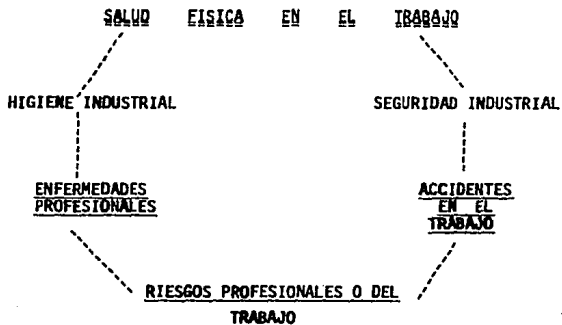 SALUD FISICA EN EL TRABAJO
HIGIENE INDUSTRIAL
SEGURIDAD INDUSTRIAL
ENFERMEDADES
PROFESIONALES
ACCIDENTES
EN EL
TRABAJO
RIESGOS PROFESIONALES O DEL
TRABAJO